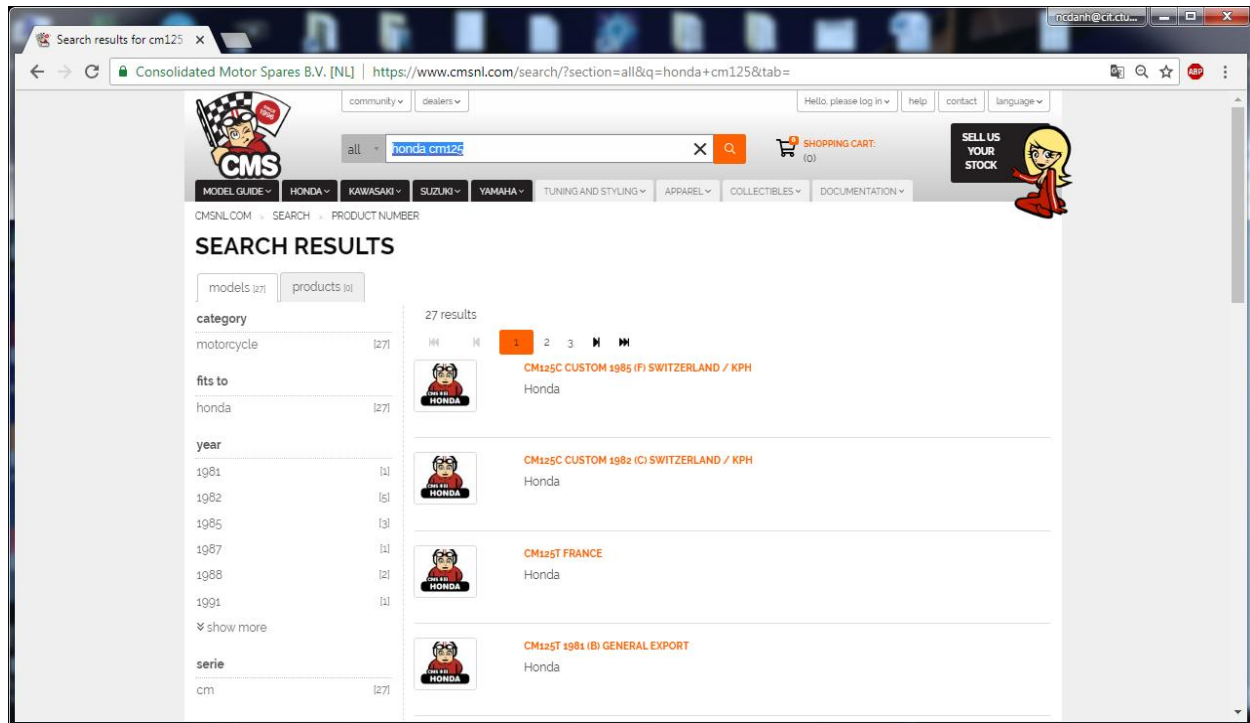 ncdanh@cit.ctu...
Search results for cm125
Consolidated Motor Spares B.V. [NL] | https://www.cmsnl.com/search/?section=all&q=honda+cm125&tab=
ABP
community dealers Hello, please log in help contact language
SINCE 1996
CMS
all honda cm125
0 SHOPPING CART:
(0)
SELL US
YOUR
STOCK
MODEL GUIDE HONDA KAWASAKI SUZUKI YAMAHA TUNING AND STYLING APPAREL COLLECTIBLES DOCUMENTATION
CMSNL.COM SEARCH PRODUCT NUMBER
SEARCH RESULTS
models [27] products [0]
category
motorcycle [27]
fits to
honda [27]
year
1981 [1]
1982 [5]
1985 [3]
1987 [1]
1988 [2]
1991 [1]
show more
serie
cm [27]
27 results
1 2 3
HONDA
CM125C CUSTOM 1985 (F) SWITZERLAND / KPH
Honda
HONDA
CM125C CUSTOM 1982 (C) SWITZERLAND / KPH
Honda
HONDA
CM125T FRANCE
Honda
HONDA
CM125T 1981 (B) GENERAL EXPORT
Honda